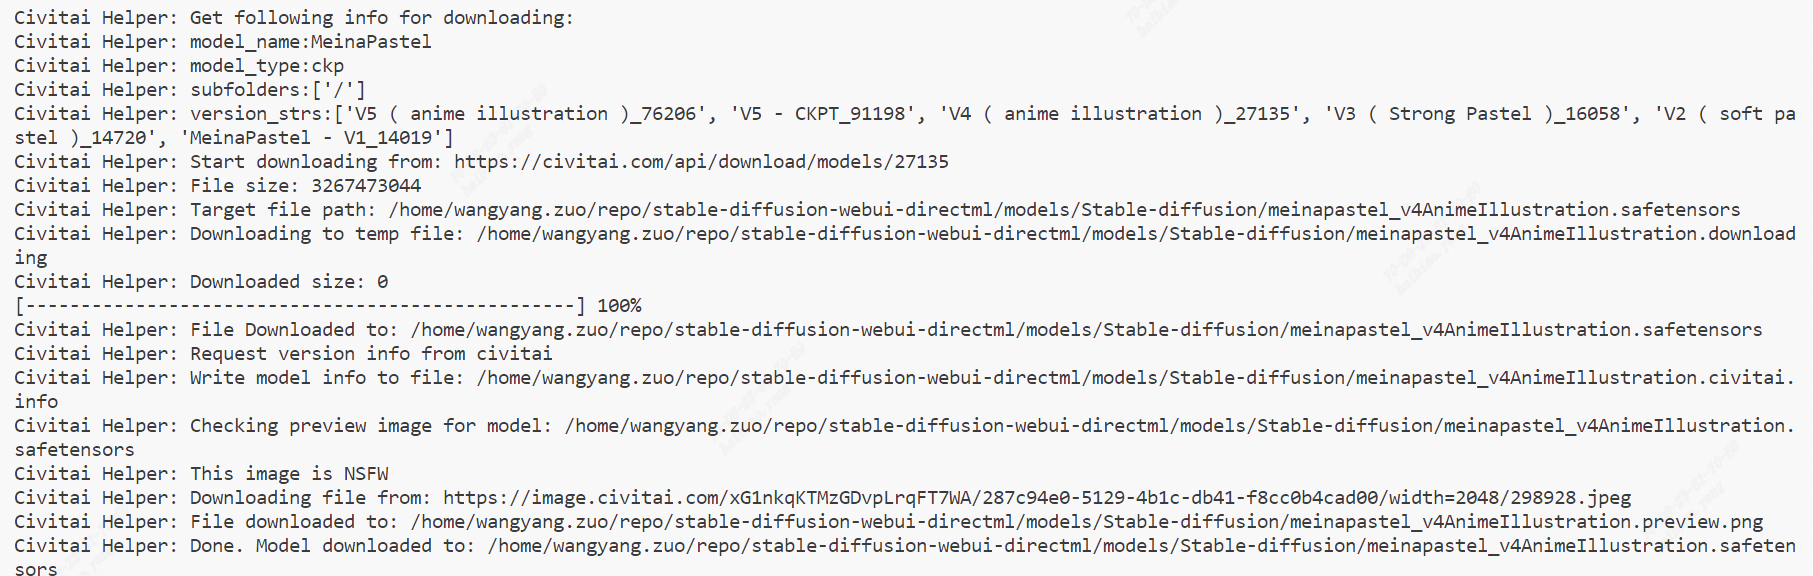 Civitai Helper: Get following info for downloading:
Civitai Helper: model_name:MeinaPastel
Civitai Helper: model_type:ckp
Civitai Helper: subfolders:['/']
Civitai Helper: version_strs:['V5 ( anime illustration )_76206', 'V5 - CKPT_91198', 'V4 ( anime illustration )_27135', 'V3 ( Strong Pastel )_16058', 'V2 ( soft pa
stel )_14720', 'MeinaPastel - V1_14019']
Civitai Helper: Start downloading from: https://civitai.com/api/download/models/27135
Civitai Helper: File size: 3267473044
Civitai Helper: Target file path: /home/wangyang.zuo/repo/stable-diffusion-webui-directml/models/Stable-diffusion/meinapastel_v4AnimeIllustration.safetensors
Civitai Helper: Downloading to temp file: /home/wangyang.zuo/repo/stable-diffusion-webui-directml/models/Stable-diffusion/meinapastel_v4AnimeIllustration.download
ing
Civitai Helper: Downloaded size: 0
[--------------------------------------------------] 100%
Civitai Helper: File Downloaded to: /home/wangyang.zuo/repo/stable-diffusion-webui-directml/models/Stable-diffusion/meinapastel_v4AnimeIllustration.safetensors
Civitai Helper: Request version info from civitai
Civitai Helper: Write model info to file: /home/wangyang.zuo/repo/stable-diffusion-webui-directml/models/Stable-diffusion/meinapastel_v4AnimeIllustration.civitai.
info
Civitai Helper: Checking preview image for model: /home/wangyang.zuo/repo/stable-diffusion-webui-directml/models/Stable-diffusion/meinapastel_v4AnimeIllustration.
safetensors
Civitai Helper: This image is NSFW
Civitai Helper: Downloading file from: https://image.civitai.com/xG1nkqKTMzGDvpLrqFT7WA/287c94e0-5129-4b1c-db41-f8cc0b4cad00/width=2048/298928.jpeg
Civitai Helper: File downloaded to: /home/wangyang.zuo/repo/stable-diffusion-webui-directml/models/Stable-diffusion/meinapastel_v4AnimeIllustration.preview.png
Civitai Helper: Done. Model downloaded to: /home/wangyang.zuo/repo/stable-diffusion-webui-directml/models/Stable-diffusion/meinapastel_v4AnimeIllustration.safeten
sors